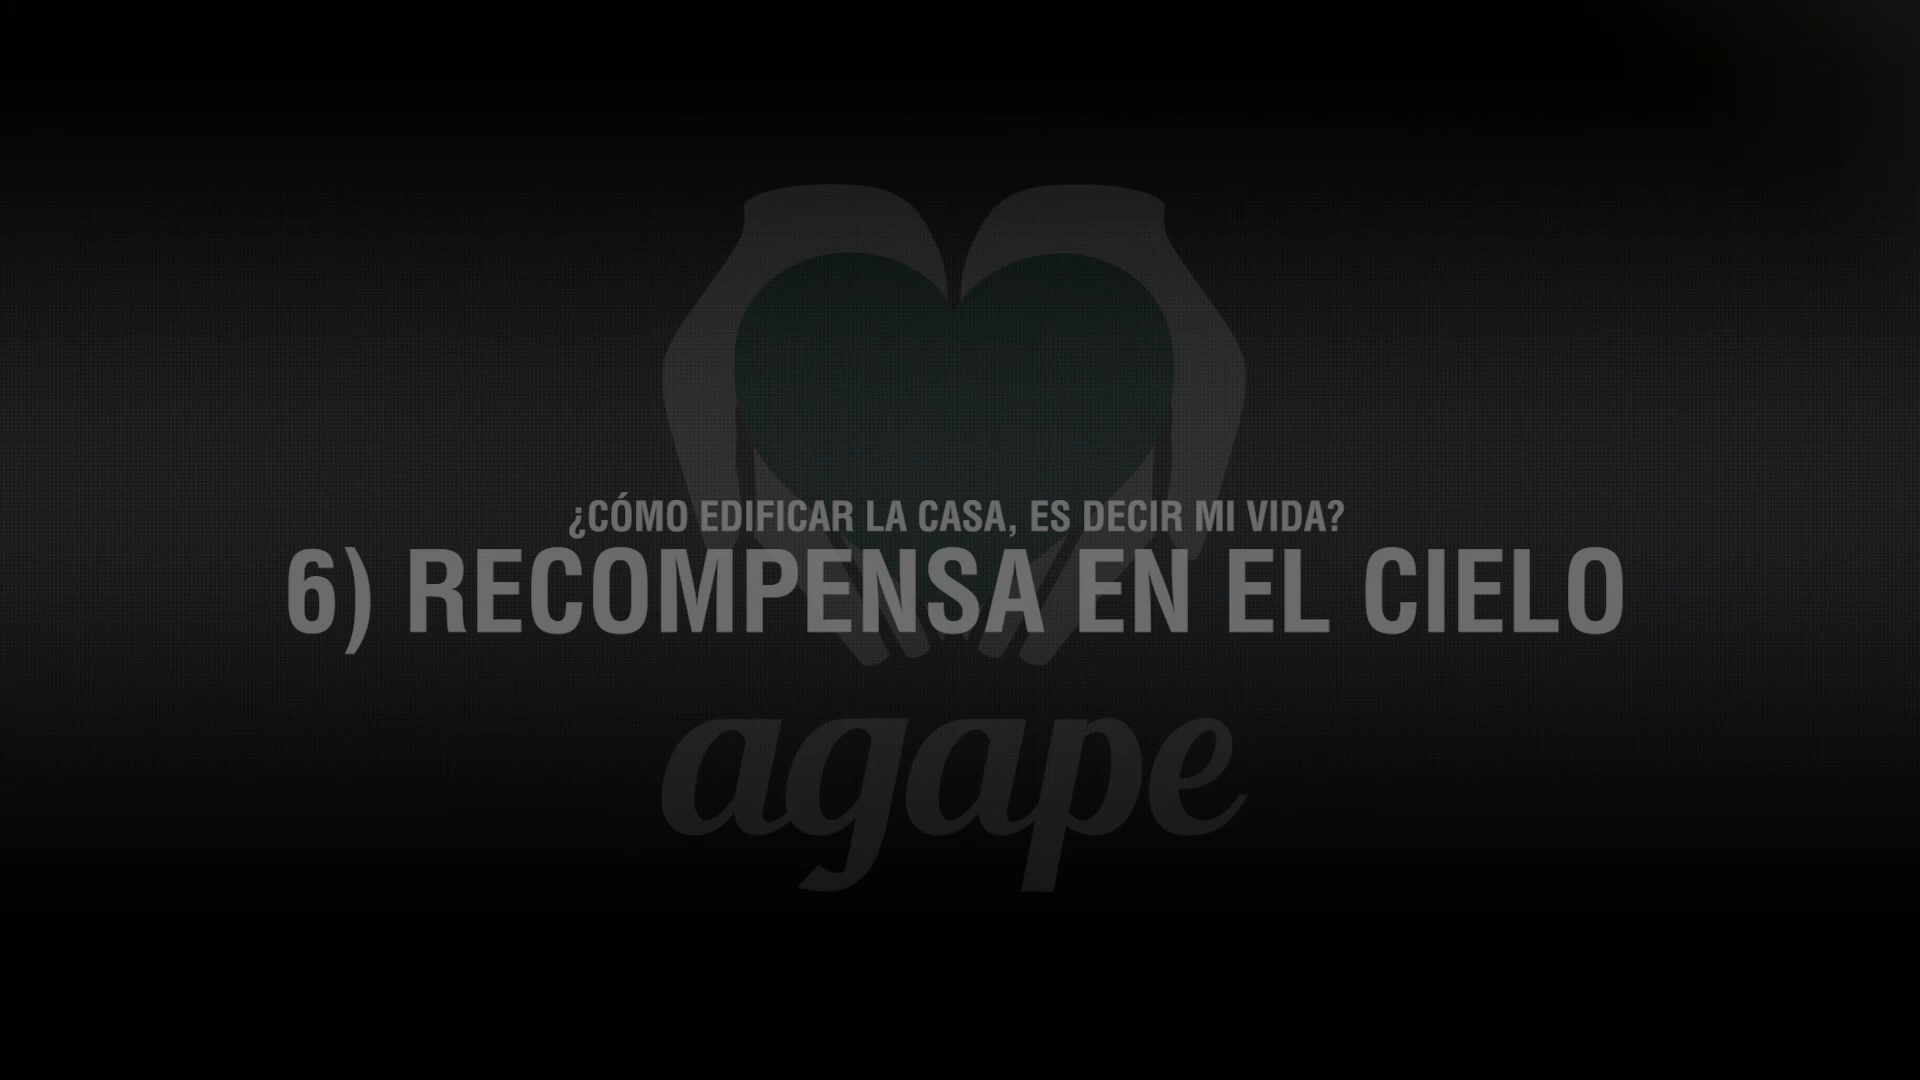 ¿CÓMO EDIFICAR LA CASA, ES DECIR MI VIDA?
6) RECOMPENSA EN EL CIELO
agape